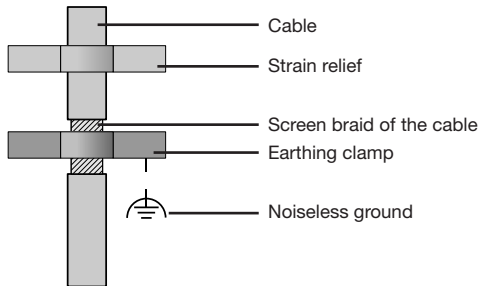 Cable
Strain relief
Screen braid of the cable
Earthing clamp
Noiseless ground